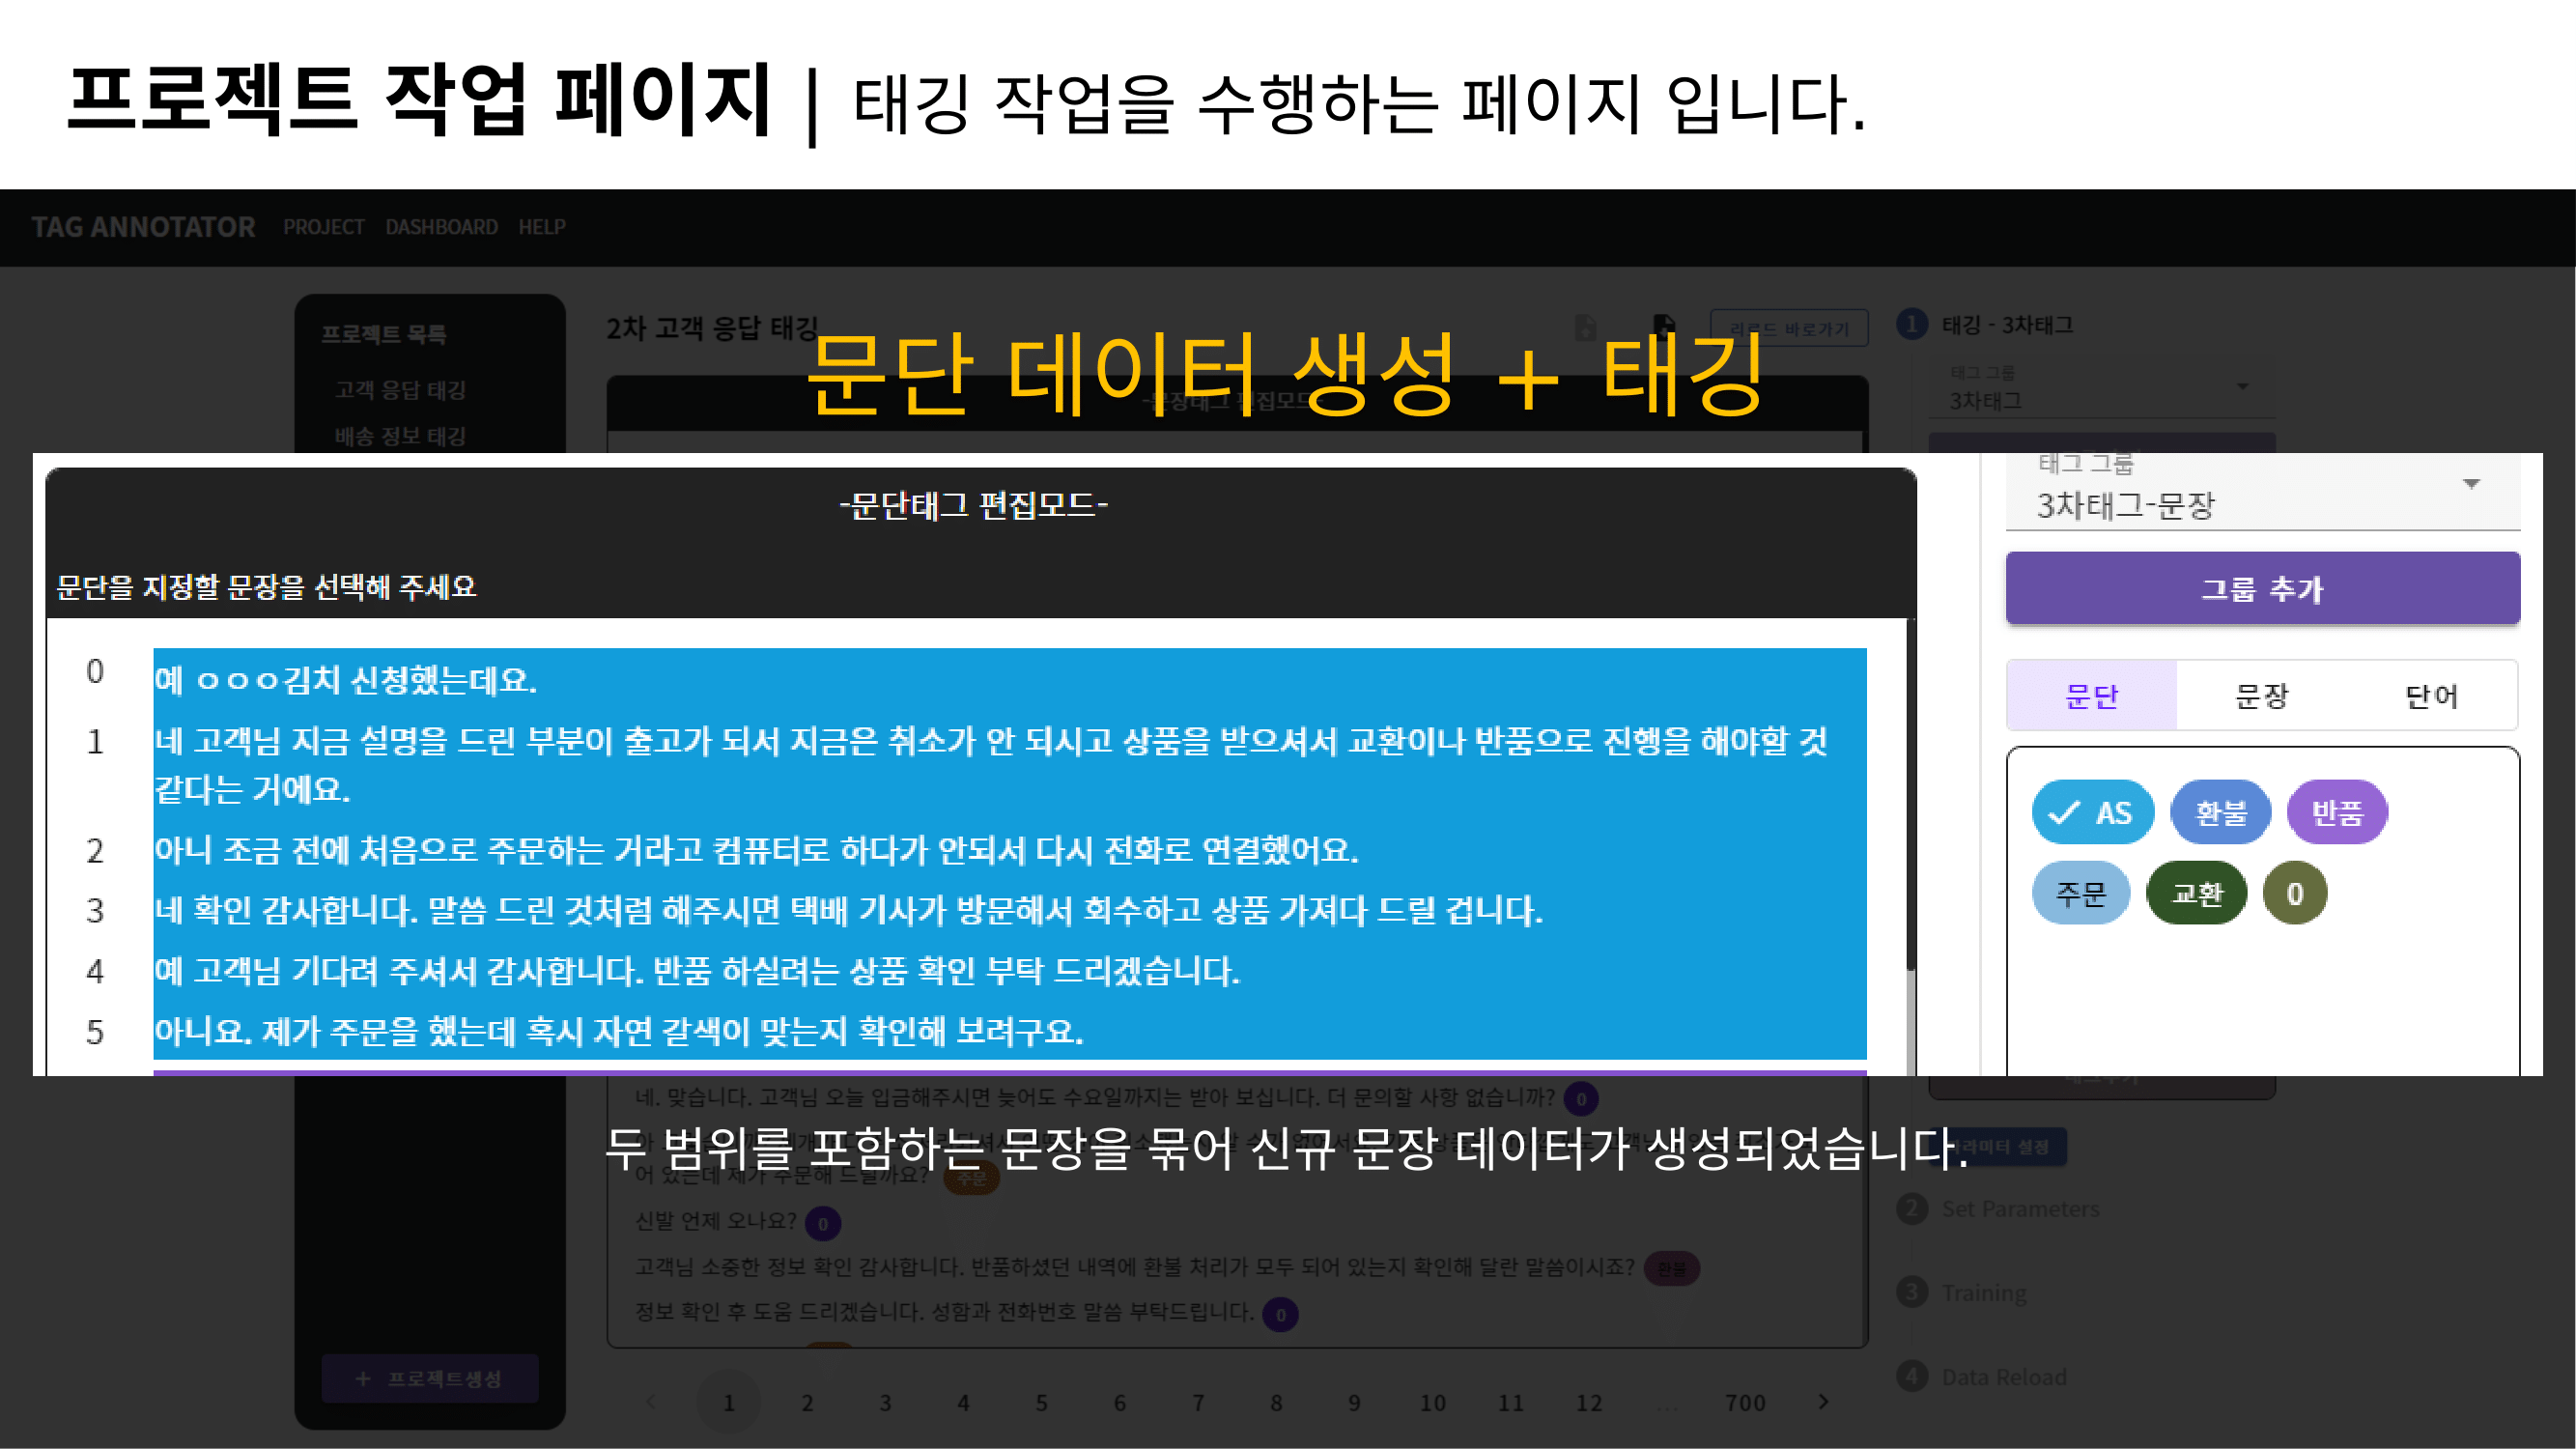 프로젝트 작업 페이지 | 태깅 작업을 수행하는 페이지 입니다.
TAG ANNOTATOR PROJECT DASHBOARD HELP
프로젝트 목록
고객 응답 태깅
배송 정보 태깅
2차 고객 응답 태깅
리로드 바로가기
1 태깅 - 3차태그
태그 그룹
3차태그
문단 데이터 생성 + 태깅
-문장태그 편집모드-
-문단태그 편집모드-
문단을 지정할 문장을 선택해 주세요
0 예 ㅇㅇㅇ김치 신청했는데요.
1 네 고객님 지금 설명을 드린 부분이 출고가 되서 지금은 취소가 안 되시고 상품을 받으셔서 교환이나 반품으로 진행을 해야할 것
같다는 거에요.
2 아니 조금 전에 처음으로 주문하는 거라고 컴퓨터로 하다가 안되서 다시 전화로 연결했어요.
3 네 확인 감사합니다. 말씀 드린 것처럼 해주시면 택배 기사가 방문해서 회수하고 상품 가져다 드릴 겁니다.
4 예 고객님 기다려 주셔서 감사합니다. 반품 하실려는 상품 확인 부탁 드리겠습니다.
5 아니요. 제가 주문을 했는데 혹시 자연 갈색이 맞는지 확인해 보려구요.
태그 그룹
3차태그-문장
그룹 추가
문단 문장 단어
AS 환불 반품
주문 교환 0
네. 맞습니다. 고객님 오늘 입금해주시면 늦어도 수요일까지는 받아 보십니다. 더 문의할 사항 없습니까? 0
두 범위를 포함하는 문장을 묶어 신규 문장 데이터가 생성되었습니다.
어 있는데 제가 주문해 드릴까요? 주문
신발 언제 오나요? 0
고객님 소중한 정보 확인 감사합니다. 반품하셨던 내역에 환불 처리가 모두 되어 있는지 확인해 달란 말씀이시죠? 환불
정보 확인 후 도움 드리겠습니다. 성함과 전화번호 말씀 부탁드립니다. 0
라미터 설정
2 Set Parameters
3 Training
4 Data Reload
+ 프로젝트생성
1 2 3 4 5 6 7 8 9 10 11 12 ... 700